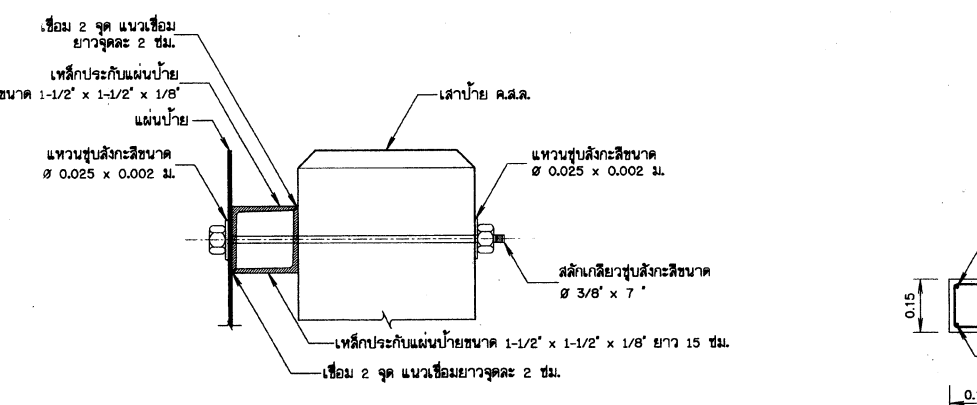 เชื่อม 2 จุด แนวเชื่อม
ยาวจุดละ 2 ซม.
เหล็กประกับแผ่นป้าย
ขนาด 1-1/2" x 1-1/2" x 1/8"
แผ่นป้าย
แหวนชุบสังกะสีขนาด
Ø 0.025 x 0.002 ม.
เสาป้าย ค.ส.ล.
แหวนชุบสังกะสีขนาด
Ø 0.025 x 0.002 ม.
สลักเกลียวชุบสังกะสีขนาด
Ø 3/8" x 7 "
เหล็กประกับแผ่นป้ายขนาด 1-1/2" x 1-1/2" x 1/8" ยาว 15 ซม.
เชื่อม 2 จุด แนวเชื่อมยาวจุดละ 2 ซม.
0.15